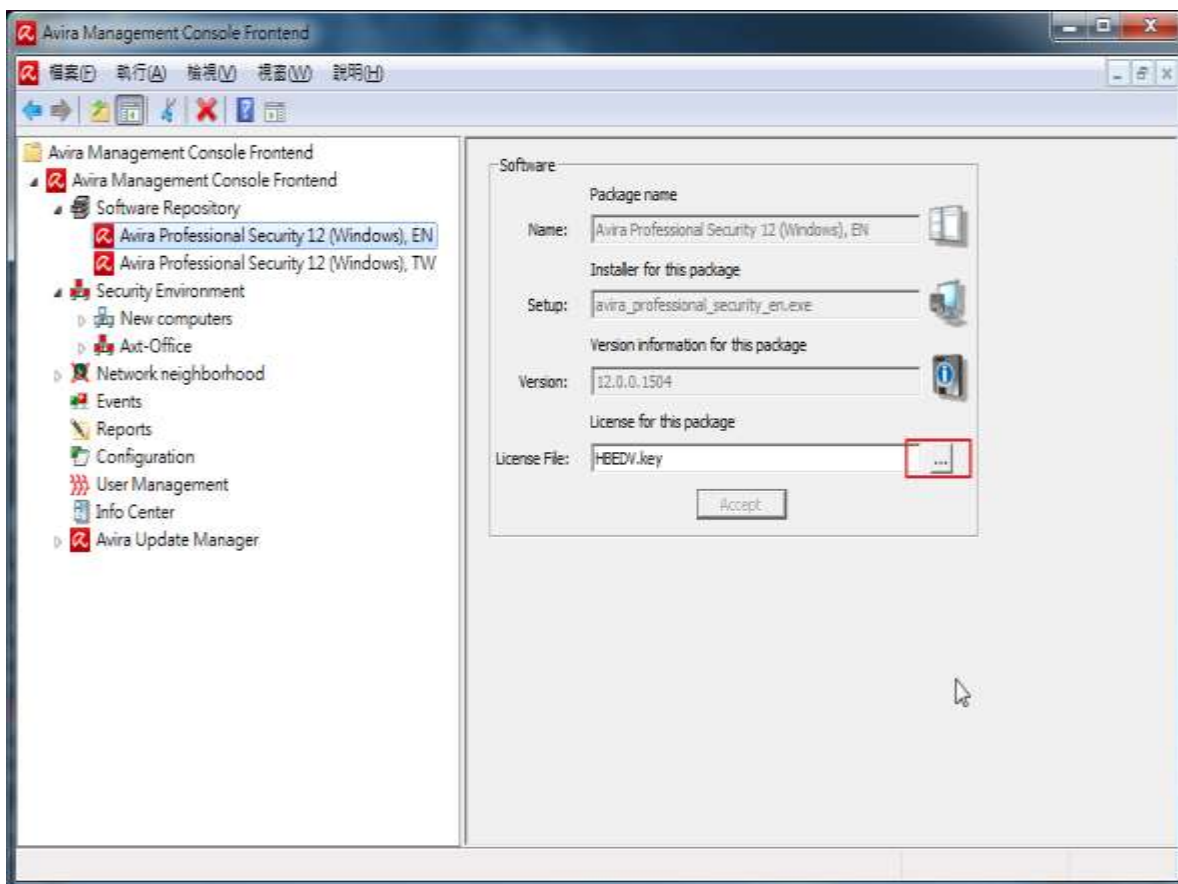 Avira Management Console Frontend
檔案(F) 執行(A) 檢視(V) 視窗(W) 說明(H)
Avira Management Console Frontend
Avira Management Console Frontend
Software Repository
Avira Professional Security 12 (Windows), EN
Avira Professional Security 12 (Windows), TW
Security Environment
New computers
Axt-Office
Network neighborhood
Events
Reports
Configuration
User Management
Info Center
Avira Update Manager
Software
Package name
Name: Avira Professional Security 12 (Windows), EN
Installer for this package
Setup: avira_professional_security_en.exe
Version information for this package
Version: 12.0.0.1504
License for this package
License File: HBEDV.key ...
Accept